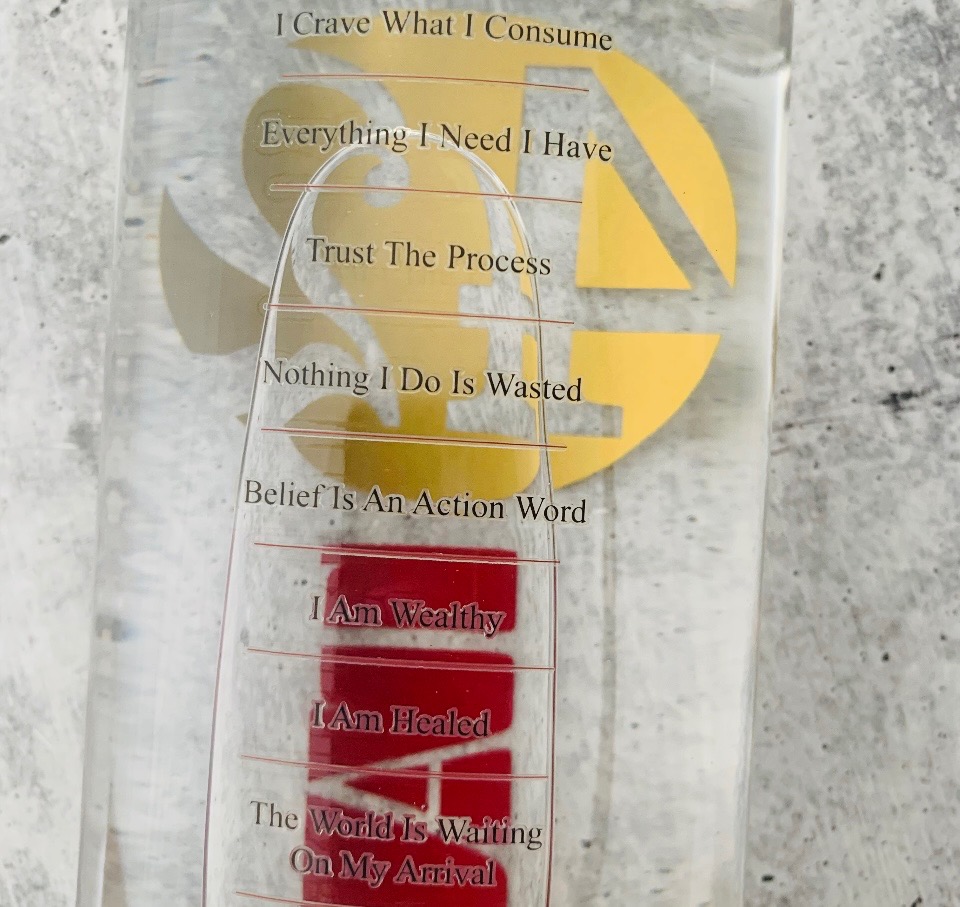 I Crave What I Consume
Everything I Need I Have
Trust The Process
Nothing I Do Is Wasted
Belief Is An Action Word
I Am Wealthy
I Am Healed
The World Is Waiting
On My Arrival